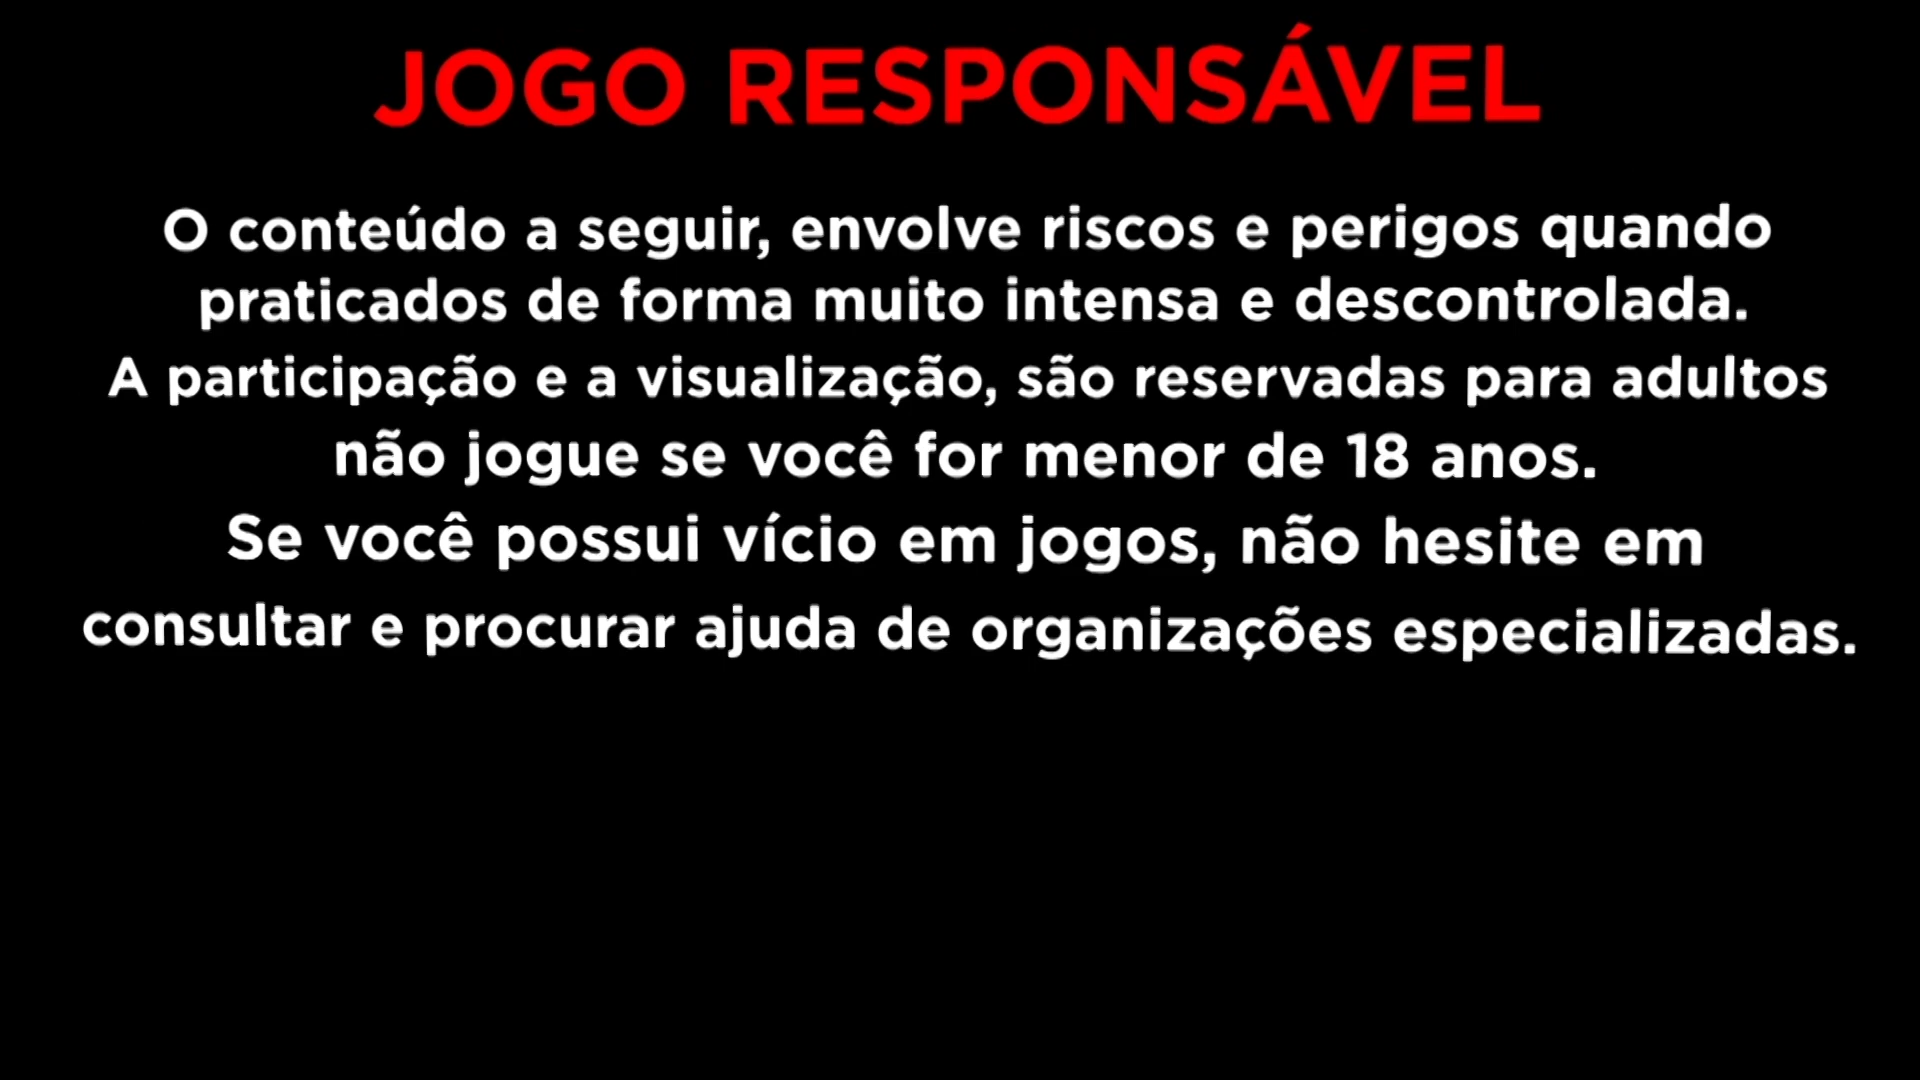 JOGO RESPONSÁVEL
O conteúdo a seguir, envolve riscos e perigos quando
praticados de forma muito intensa e descontrolada.
A participação e a visualização, são reservadas para adultos
não jogue se você for menor de 18 anos.
Se você possui vício em jogos, não hesite em
consultar e procurar ajuda de organizações especializadas.